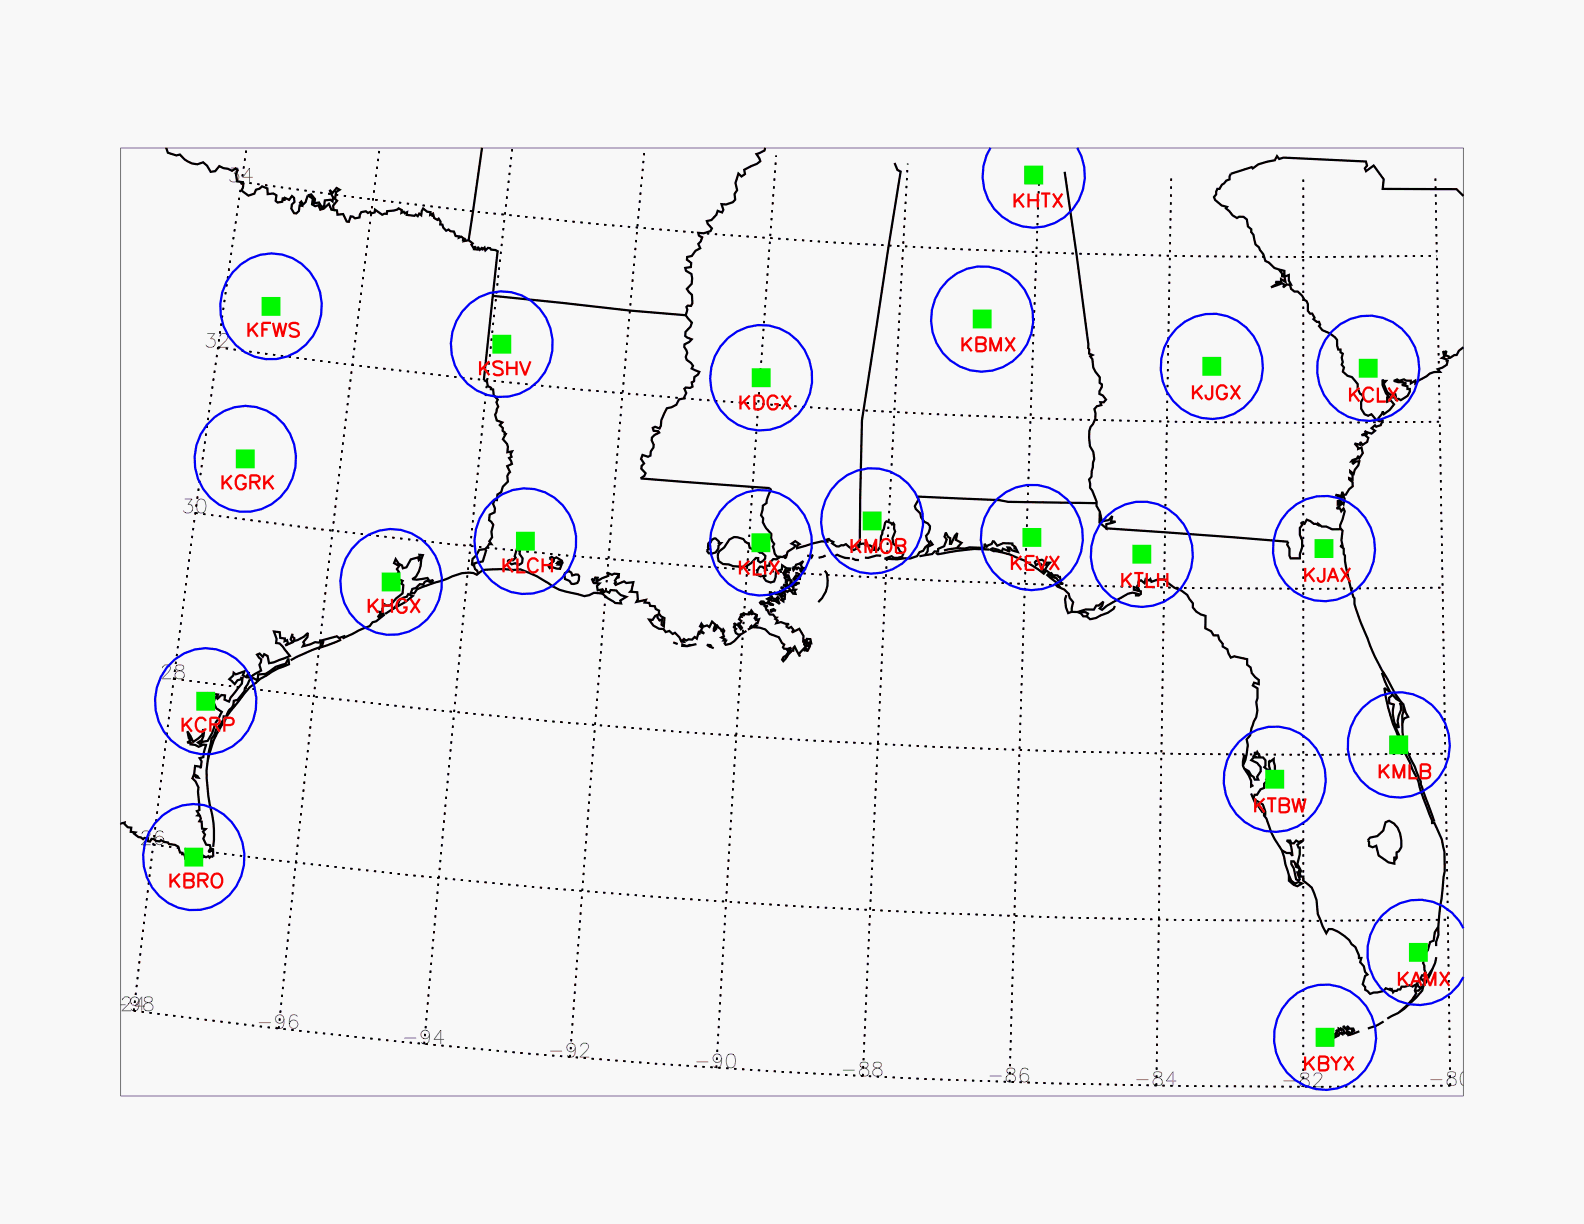 34
KHTX
KFWS
32
KBMX
KSHV
KDGX
KJGX
KCLX
KGRK
30
KMOB
KLCH
KLIX
KEVX
KTLH
KJAX
KHGX
28
KCRP
KMLB
KTBW
26
KBRO
KAMX
-96
-94
-92
-90
-88
-86
-84
-82
-80
KBYX